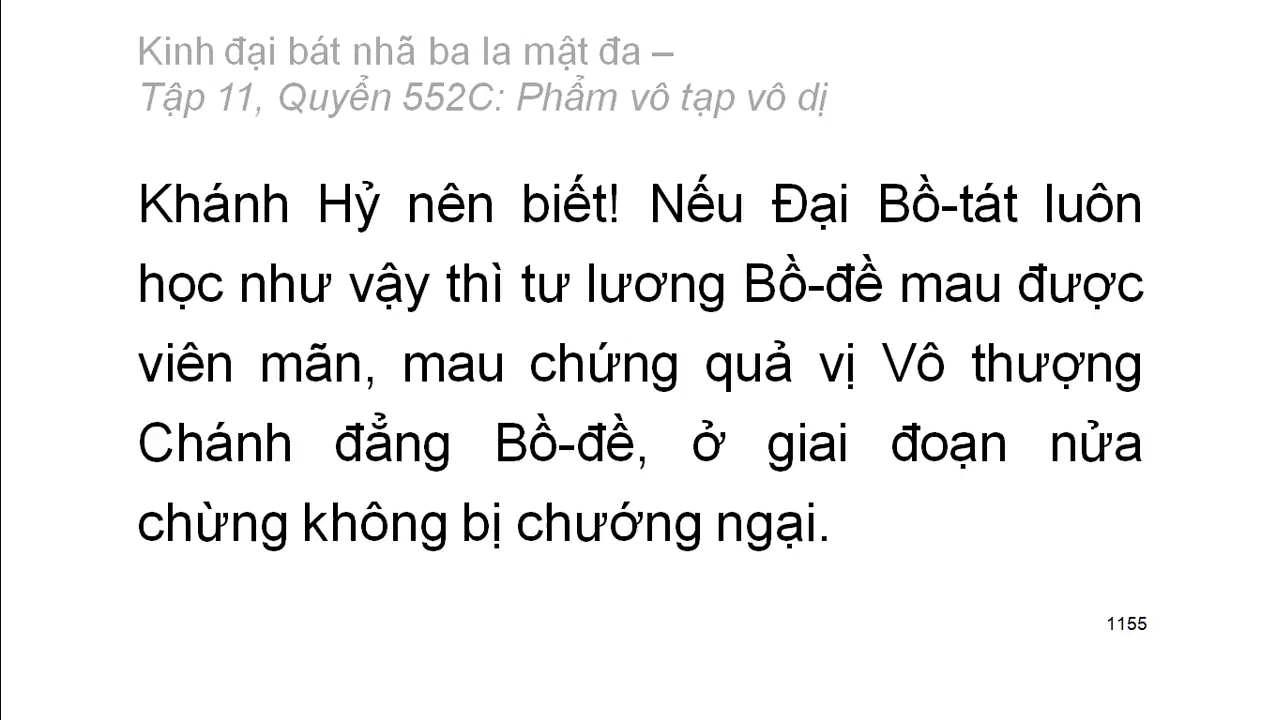 Kinh đại bát nhã ba la mật đa –
Tập 11, Quyển 552C: Phẩm vô tạp vô dị
Khánh Hỷ nên biết! Nếu Đại Bồ-tát luôn
học như vậy thì tư lương Bồ-đề mau được
viên mãn, mau chứng quả vị Vô thượng
Chánh đẳng Bồ-đề, ở giai đoạn nửa
chừng không bị chướng ngại.
1155